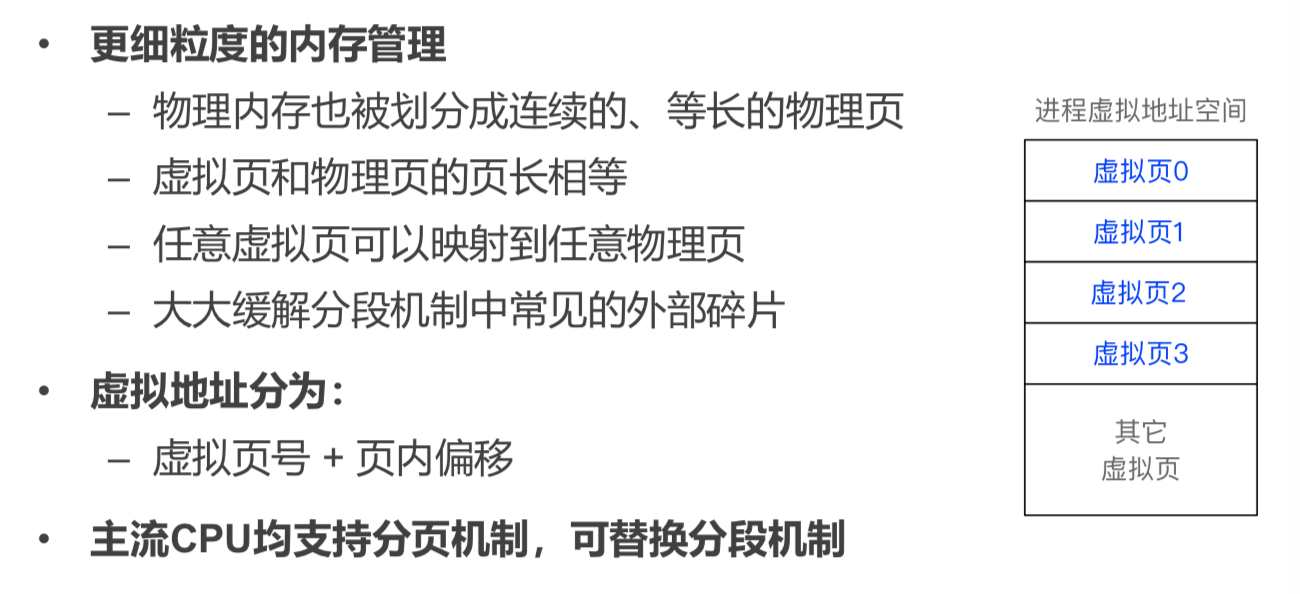 • 更细粒度的内存管理
– 物理内存也被划分成连续的、等长的物理页
– 虚拟页和物理页的页长相等
– 任意虚拟页可以映射到任意物理页
– 大大缓解分段机制中常见的外部碎片
• 虚拟地址分为：
– 虚拟页号 + 页内偏移
• 主流CPU均支持分页机制，可替换分段机制
进程虚拟地址空间
虚拟页0
虚拟页1
虚拟页2
虚拟页3
其它
虚拟页